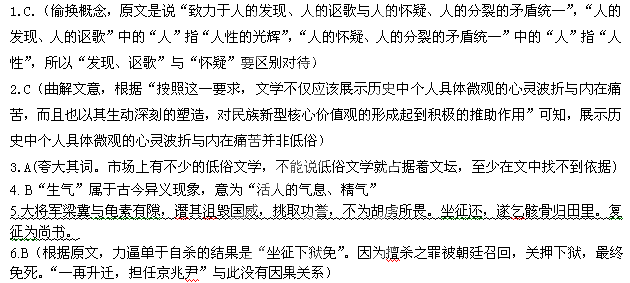 1.C.(偷换概念，原文是说“致力于人的发现、人的讴歌与人的怀疑、人的分裂的矛盾统一”，“人的
发现、人的讴歌”中的“人”指“人性的光辉”，“人的怀疑、人的分裂的矛盾统一”中的“人”指“人
性”，所以“发现、讴歌”与“怀疑”要区别对待)
2.C(曲解文意，根据“按照这一要求，文学不仅应该展示历史中个人具体微观的心灵波折与内在痛
苦，而且也以其生动深刻的塑造，对民族新型核心价值观的形成起到积极的推助作用”可知，展示历
史中个人具体微观的心灵波折与内在痛苦并非低俗)
3.A(夸大其词。市场上有不少的低俗文学，不能说低俗文学就占据着文坛，至少在文中找不到依据)
4.B“生气”属于古今异义现象，意为“活人的气息、精气”
5.大将军梁冀与龟素有隙，谮其沮毁国威，挑取功誉，不为胡虏所畏。坐征还，遂乞骸骨归田里。复
征为尚书。
6.B(根据原文，力逼单于自杀的结果是“坐征下狱免”。因为擅杀之罪被朝廷召回，关押下狱，最终
免死。“一再升迁，担任京兆尹”与此没有因果关系)